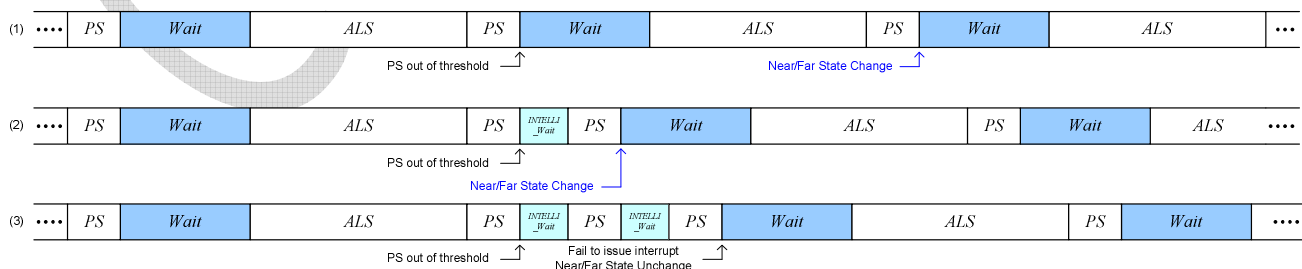 (1) •••• PS Wait ALS PS Wait ALS PS Wait ALS •••
PS out of threshold
Near/Far State Change
(2) •••• PS Wait ALS PS INTELLI _Wait PS Wait ALS PS Wait ALS ••••
PS out of threshold
Near/Far State Change
(3) •••• PS Wait ALS PS INTELLI _Wait PS INTELLI _Wait PS Wait ALS PS Wait ••••
PS out of threshold
Fail to issue interrupt
Near/Far State Unchange